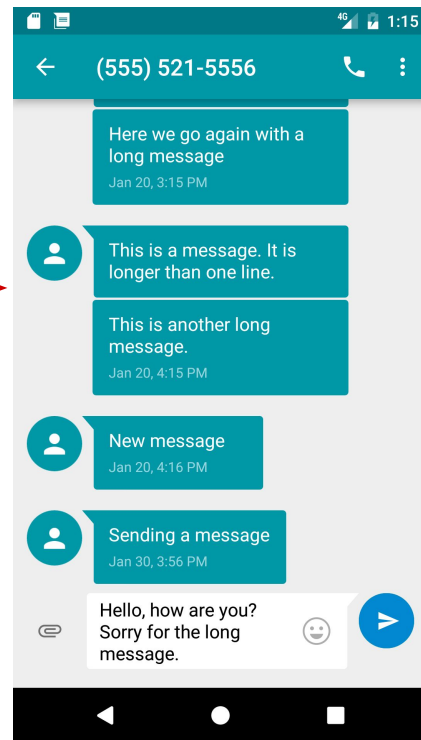 4G 1:15
(555) 521-5556
Here we go again with a
long message
Jan 20, 3:15 PM
This is a message. It is
longer than one line.
This is another long
message.
Jan 20, 4:15 PM
New message
Jan 20, 4:16 PM
Sending a message
Jan 30, 3:56 PM
Hello, how are you?
Sorry for the long
message.